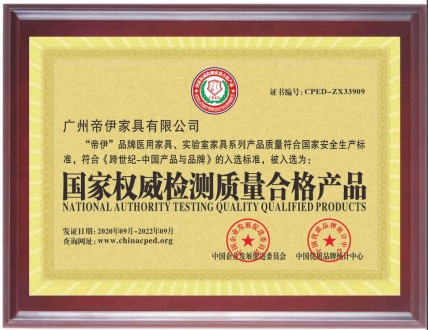 CPED
证书编号:CPED-ZX33909
广州帝伊家具有限公司
“帝伊”品牌医用家具、实验室家具系列产品质量符合国家安全生产标
准，符合《跨世纪-中国产品与品牌》的入选标准，被入选为:
国家权威检测质量合格产品
NATIONAL AUTHORITY TESTING QUALITY QUALIFIED PRODUCTS
发证日期:2020年09月-2022年09月
查询网址:www.chinacped.org
中国企业发展促进委员会
中国优质品牌统计中心